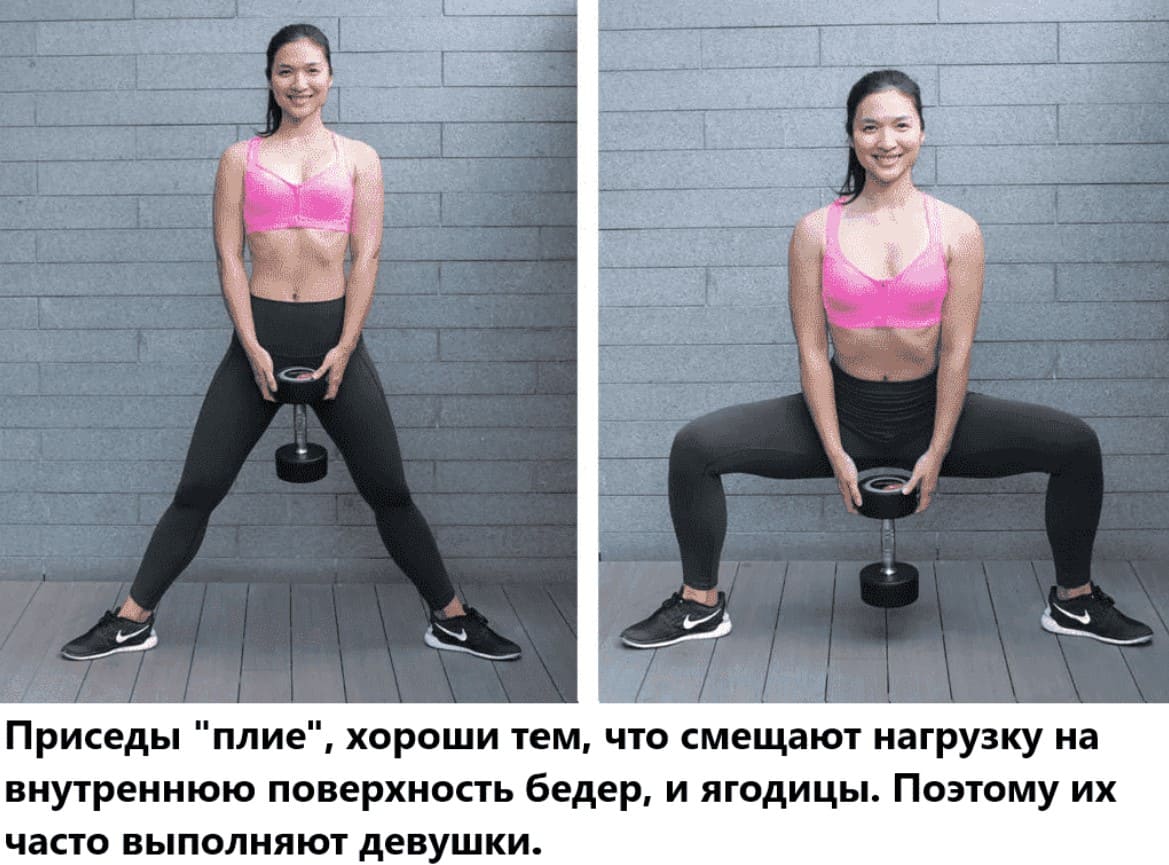 Приседы "плие", хороши тем, что смещают нагрузку на
внутреннюю поверхность бедер, и ягодицы. Поэтому их
часто выполняют девушки.